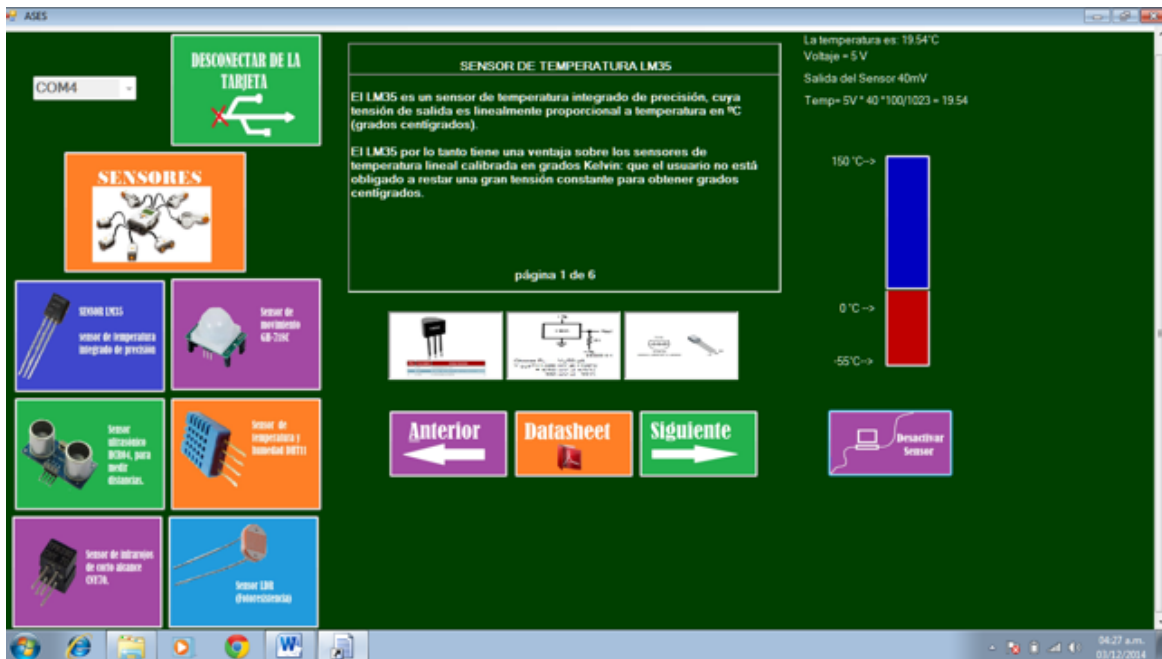 ASES
COM4
DESCONECTAR DE LA
TARJETA
SENSORES
SENSOR LM35
sensor de temperatura
integrado de precisión
Sensor de
movimiento
Sensor
ultrasónico
HCR04, para
medir
distancias.
Sensor de
temperatura y
humedad DHT11
Sensor de infrarrojos
de corto alcance
CNY70.
Sensor LDR
(Fotoresistencia)
SENSOR DE TEMPERATURA LM35
El LM35 es un sensor de temperatura integrado de precisión, cuya
tensión de salida es linealmente proporcional a temperatura en ºC
(grados centígrados).
El LM35 por lo tanto tiene una ventaja sobre los sensores de
temperatura lineal calibrada en grados Kelvin: que el usuario no está
obligado a restar una gran tensión constante para obtener grados
centígrados.
página 1 de 6
Anterior
Datasheet
Siguiente
La temperatura es: 19.54°C
Voltaje = 5 V
Salida del Sensor 40mV
Temp= 5V * 40 *100/1023 = 19.54
150 °C-->
0 °C -->
-55°C-->
Desactivar
Sensor
04:27 a.m.
03/12/2014